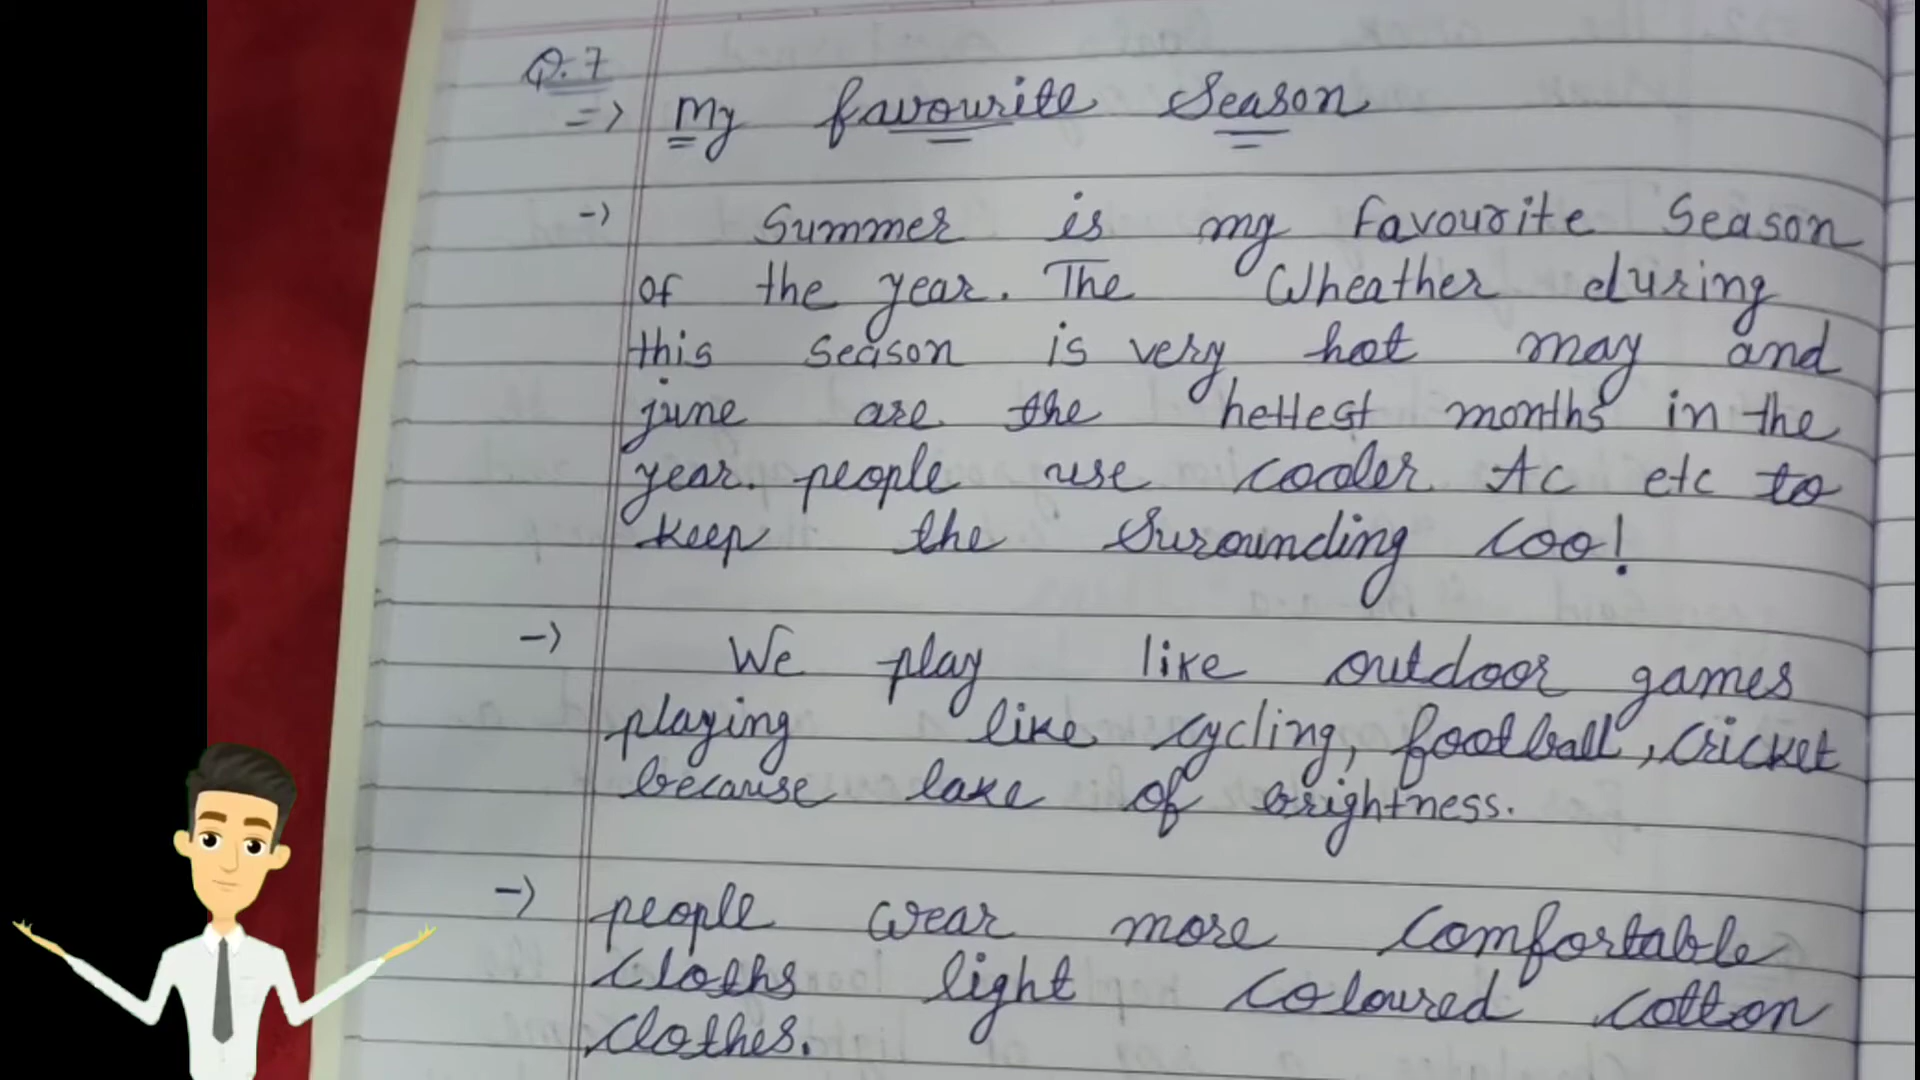 Q.7
=> My favourite Season
-> Summer is my favourite Season
of the year. The Wheather during
this season is very hot may and
june are the hettest months in the
year. people use cooler Ac etc to
keep the Surounding Coo!
-> We play like outdoor games
playing like cycling, football, cricket
because lake of brightness.
-> people wear more comfortable
cloths light coloured cotton
clothes.